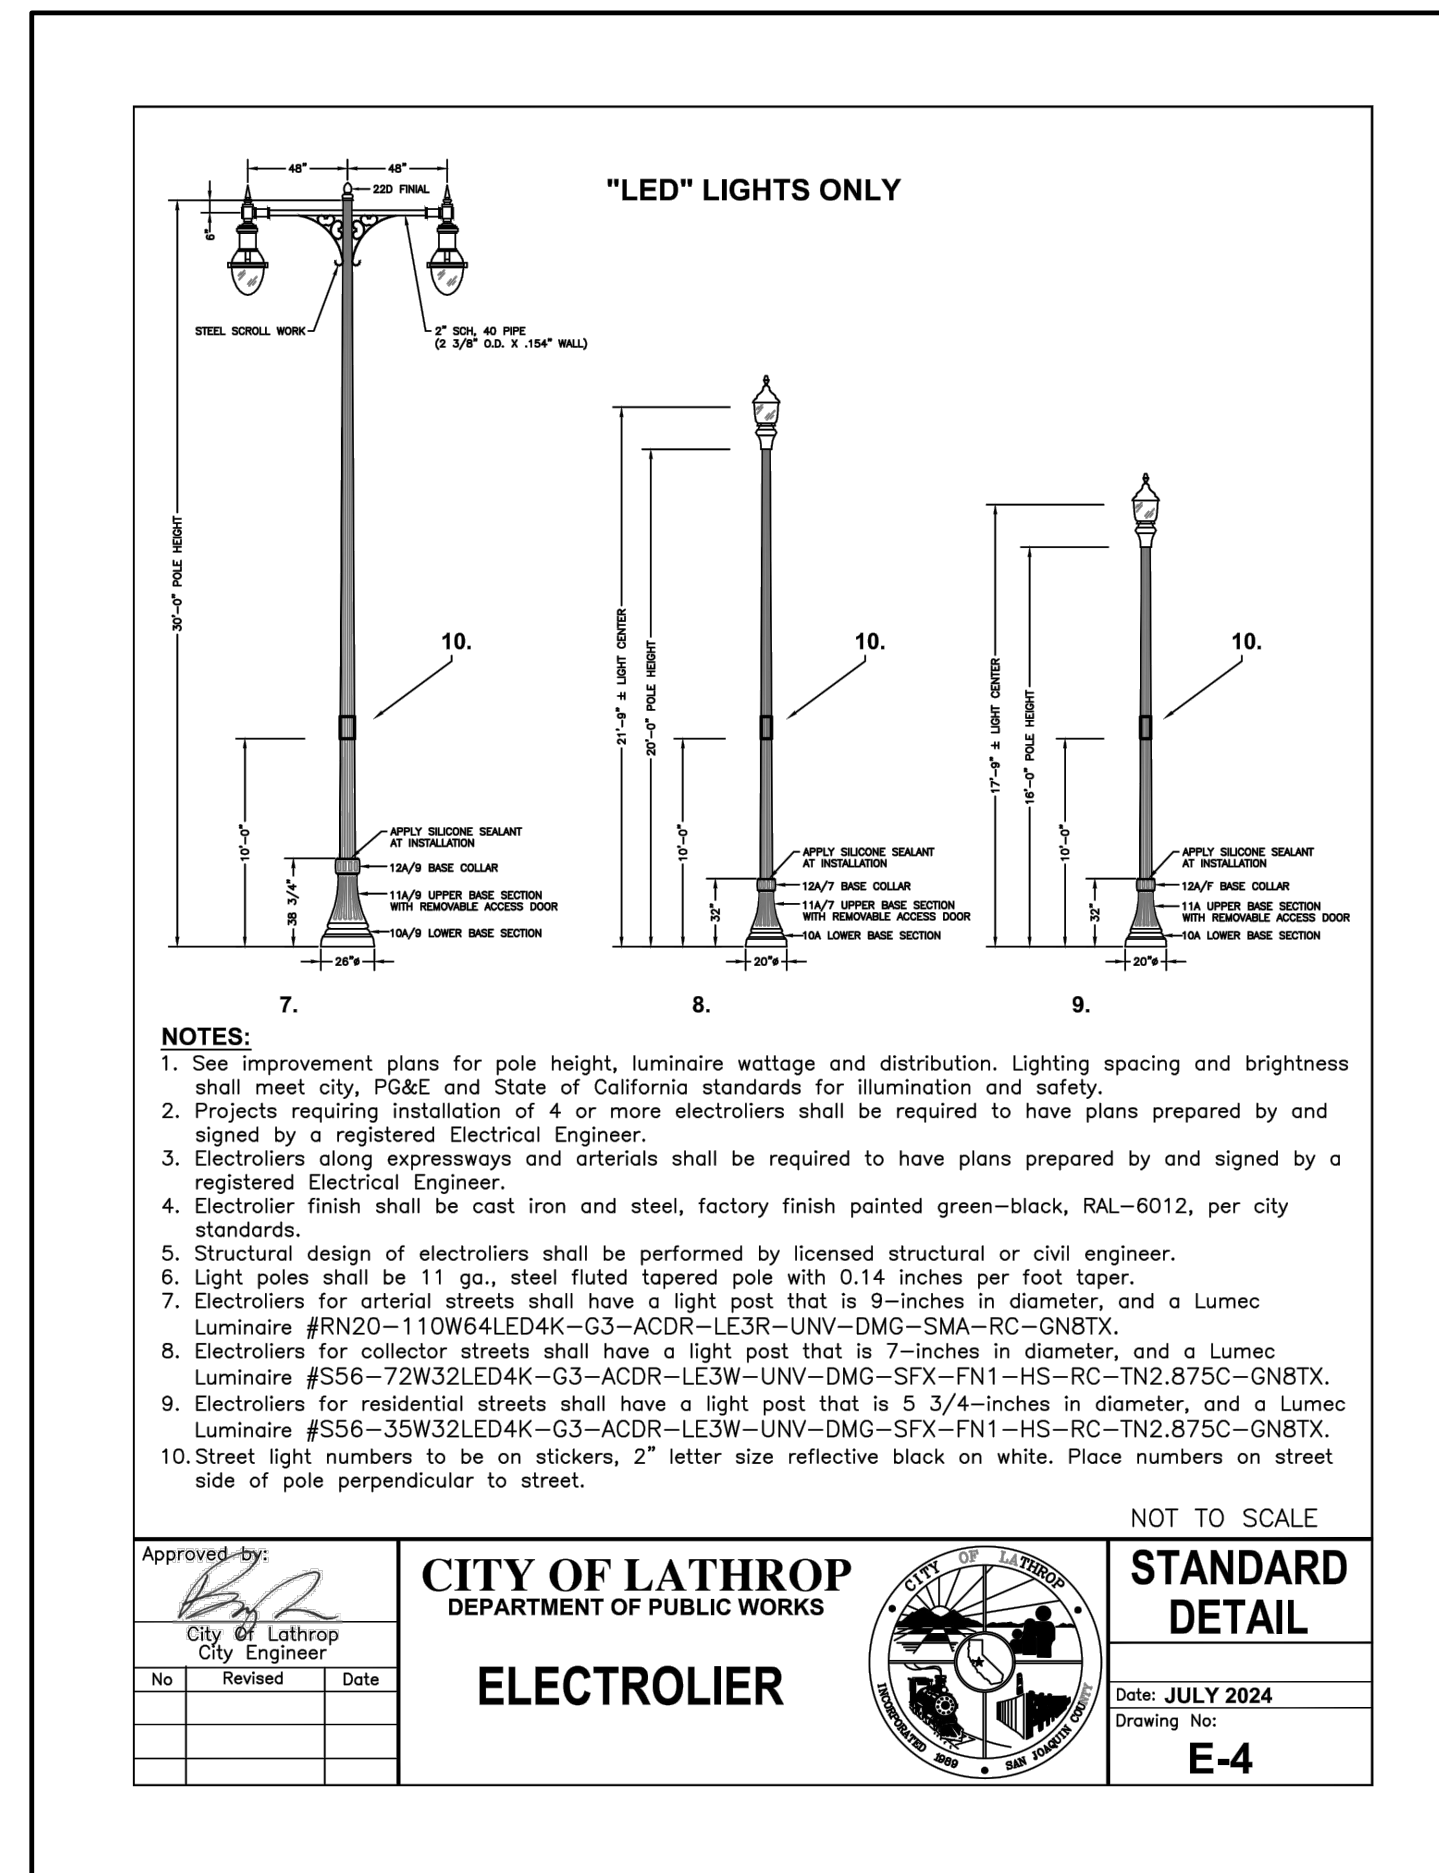 "LED" LIGHTS ONLY
48"
48"
22D FINIAL
6"
STEEL SCROLL WORK
2" SCH, 40 PIPE
(2 3/8" O.D. X .154" WALL)
30'-0" POLE HEIGHT
10.
10'-0"
APPLY SILICONE SEALANT
AT INSTALLATION
12A/9 BASE COLLAR
11A/9 UPPER BASE SECTION
WITH REMOVABLE ACCESS DOOR
10A/9 LOWER BASE SECTION
38 3/4"
26"ø
7.
21'-9" ± LIGHT CENTER
20'-0" POLE HEIGHT
10.
10'-0"
APPLY SILICONE SEALANT
AT INSTALLATION
12A/7 BASE COLLAR
11A/7 UPPER BASE SECTION
WITH REMOVABLE ACCESS DOOR
10A LOWER BASE SECTION
32"
20"ø
8.
17'-9" ± LIGHT CENTER
16'-0" POLE HEIGHT
10.
10'-0"
APPLY SILICONE SEALANT
AT INSTALLATION
12A/F BASE COLLAR
11A UPPER BASE SECTION
WITH REMOVABLE ACCESS DOOR
10A LOWER BASE SECTION
32"
20"ø
9.
NOTES:
1. See improvement plans for pole height, luminaire wattage and distribution. Lighting spacing and brightness
shall meet city, PG&E and State of California standards for illumination and safety.
2. Projects requiring installation of 4 or more electroliers shall be required to have plans prepared by and
signed by a registered Electrical Engineer.
3. Electroliers along expressways and arterials shall be required to have plans prepared by and signed by a
registered Electrical Engineer.
4. Electrolier finish shall be cast iron and steel, factory finish painted green-black, RAL-6012, per city
standards.
5. Structural design of electroliers shall be performed by licensed structural or civil engineer.
6. Light poles shall be 11 ga., steel fluted tapered pole with 0.14 inches per foot taper.
7. Electroliers for arterial streets shall have a light post that is 9-inches in diameter, and a Lumec
Luminaire #RN20-110W64LED4K-G3-ACDR-LE3R-UNV-DMG-SMA-RC-GN8TX.
8. Electroliers for collector streets shall have a light post that is 7-inches in diameter, and a Lumec
Luminaire #S56-72W32LED4K-G3-ACDR-LE3W-UNV-DMG-SFX-FN1-HS-RC-TN2.875C-GN8TX.
9. Electroliers for residential streets shall have a light post that is 5 3/4-inches in diameter, and a Lumec
Luminaire #S56-35W32LED4K-G3-ACDR-LE3W-UNV-DMG-SFX-FN1-HS-RC-TN2.875C-GN8TX.
10. Street light numbers to be on stickers, 2" letter size reflective black on white. Place numbers on street
side of pole perpendicular to street.
NOT TO SCALE
Approved by:
City Of Lathrop
City Engineer
No Revised Date
CITY OF LATHROP
DEPARTMENT OF PUBLIC WORKS
ELECTROLIER
CITY OF LATHROP
INCORPORATED 1989 • SAN JOAQUIN COUNTY
STANDARD
DETAIL
Date: JULY 2024
Drawing No:
E-4